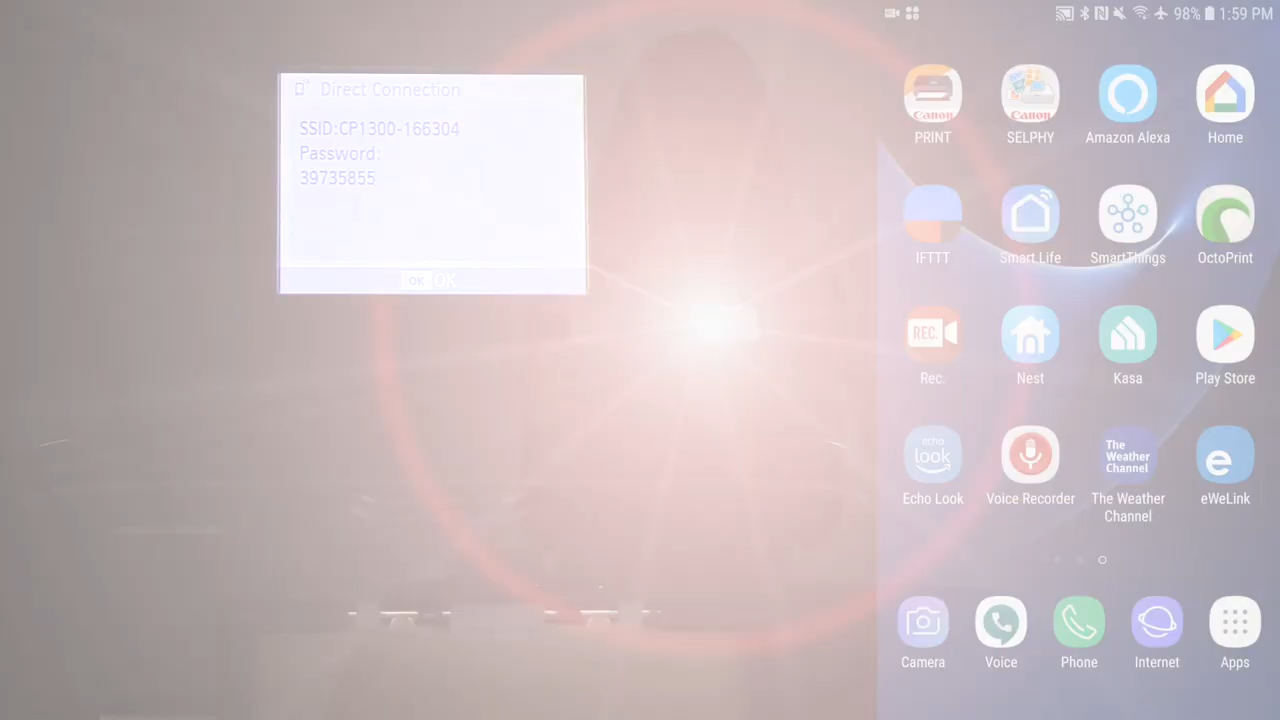 Direct Connection
SSID:CP1300-166304
Password:
39735855
OK OK
98% 1:59 PM
Canon Canon
PRINT SELPHY Amazon Alexa Home
IFTTT Smart Life SmartThings OctoPrint
REC.
Rec. Nest Kasa Play Store
echo
look
The
Weather
Channel
e
Echo Look Voice Recorder The Weather
Channel eWeLink
Camera Voice Phone Internet Apps